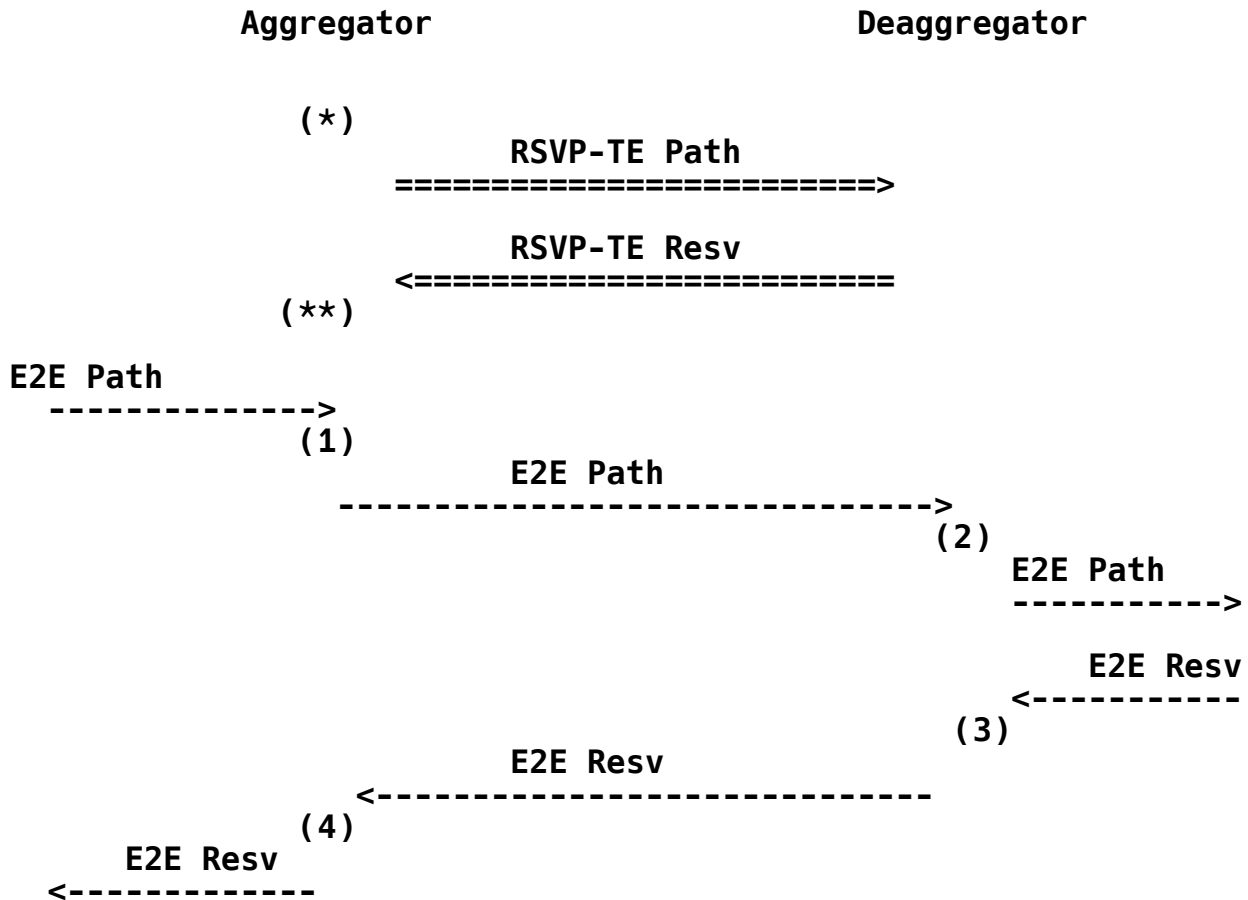 Aggregator Deaggregator
(*)
RSVP-TE Path
=========================>
RSVP-TE Resv
<=========================
(**)
E2E Path
-------------->
(1)
E2E Path
------------------------------->
(2)
E2E Path
----------->
E2E Resv
<-----------
(3)
E2E Resv
<-----------------------------
(4)
E2E Resv
<-------------